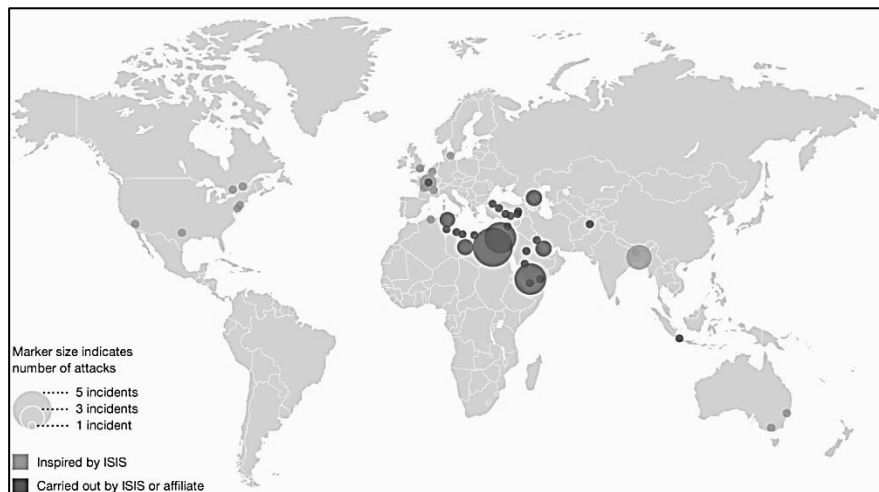 Marker size indicates
number of attacks
5 incidents
3 incidents
1 incident
Inspired by ISIS
Carried out by ISIS or affiliate